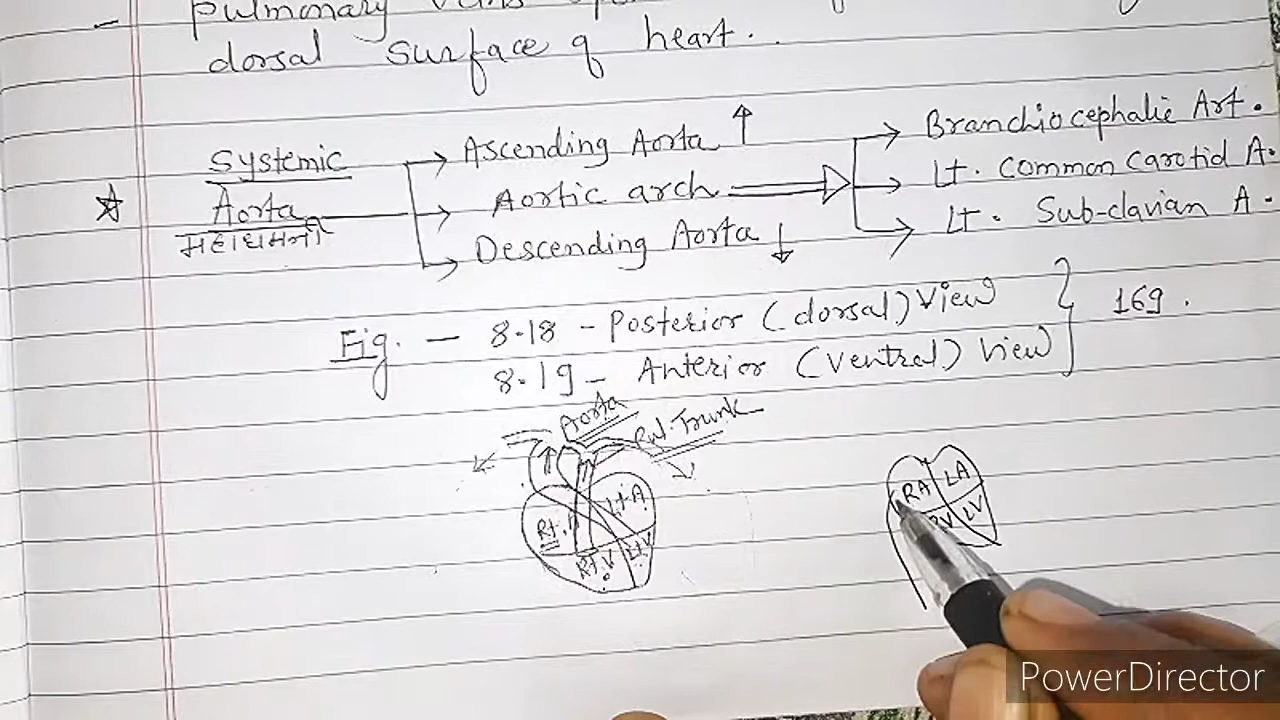 - Pulmonary
dorsal surface of heart.
Systemic
Aorta
महाधमनी
Ascending Aorta ↑
Aortic arch
Descending Aorta ↓
Branchiocephalic Art.
Lt. Common Carotid A.
Lt. Sub-clavian A.
Fig. - 8.18 - Posterior (dorsal) View
8.19 - Anterior (Ventral) View
169.
Aorta
Trunk
Rt. A
Lt. A
Rt. V
Lt. V
RA LA
RV LV
PowerDirector